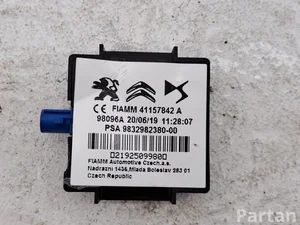 CE FIAMM 41157842 A
98096A 20/06/19 11:28:07
PSA 9832982380-00
▯2192509980▯
FIAMM Automotive Czech,a.s.
Nadrazni 1436,Mlada Boleslav 293 01
Czech Republic
Partan